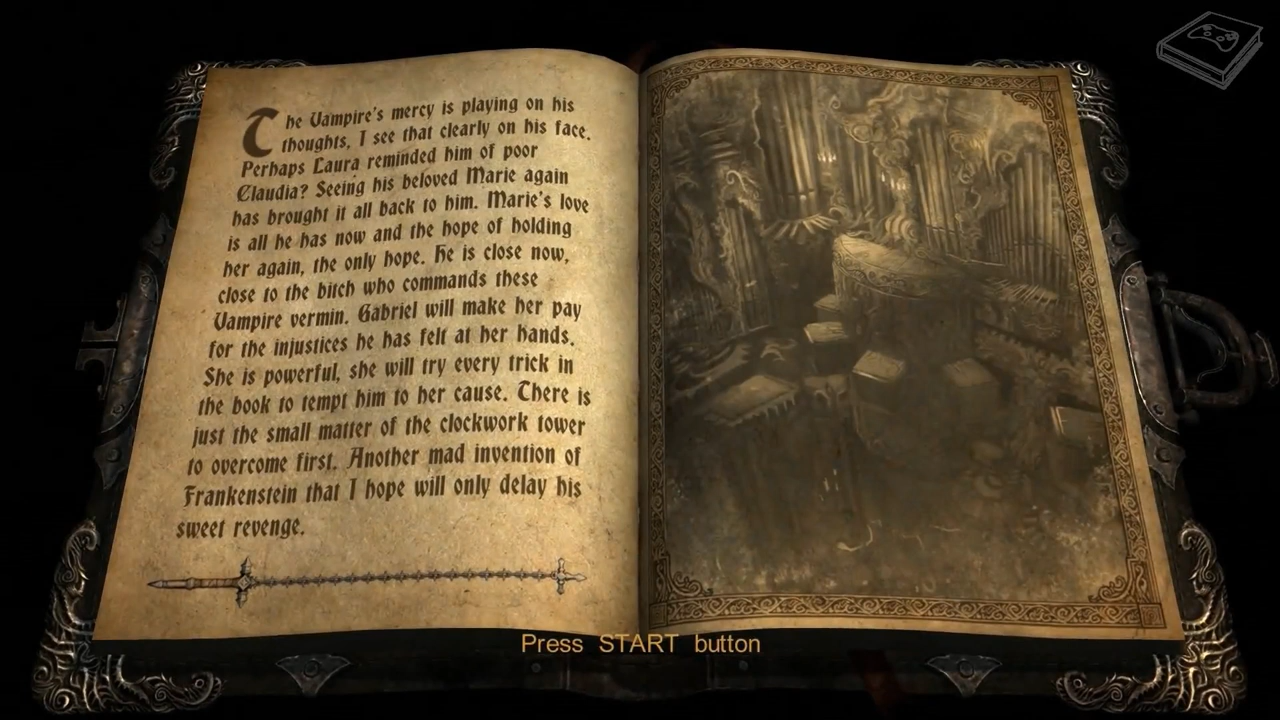 The Vampire's mercy is playing on his
thoughts, I see that clearly on his face.
Perhaps Laura reminded him of poor
Claudia? Seeing his beloved Marie again
has brought it all back to him. Marie's love
is all he has now and the hope of holding
her again, the only hope. He is close now,
close to the bitch who commands these
Vampire vermin. Gabriel will make her pay
for the injustices he has felt at her hands.
She is powerful, she will try every trick in
the book to tempt him to her cause. There is
just the small matter of the clockwork tower
to overcome first. Another mad invention of
Frankenstein that I hope will only delay his
sweet revenge.
Press START button